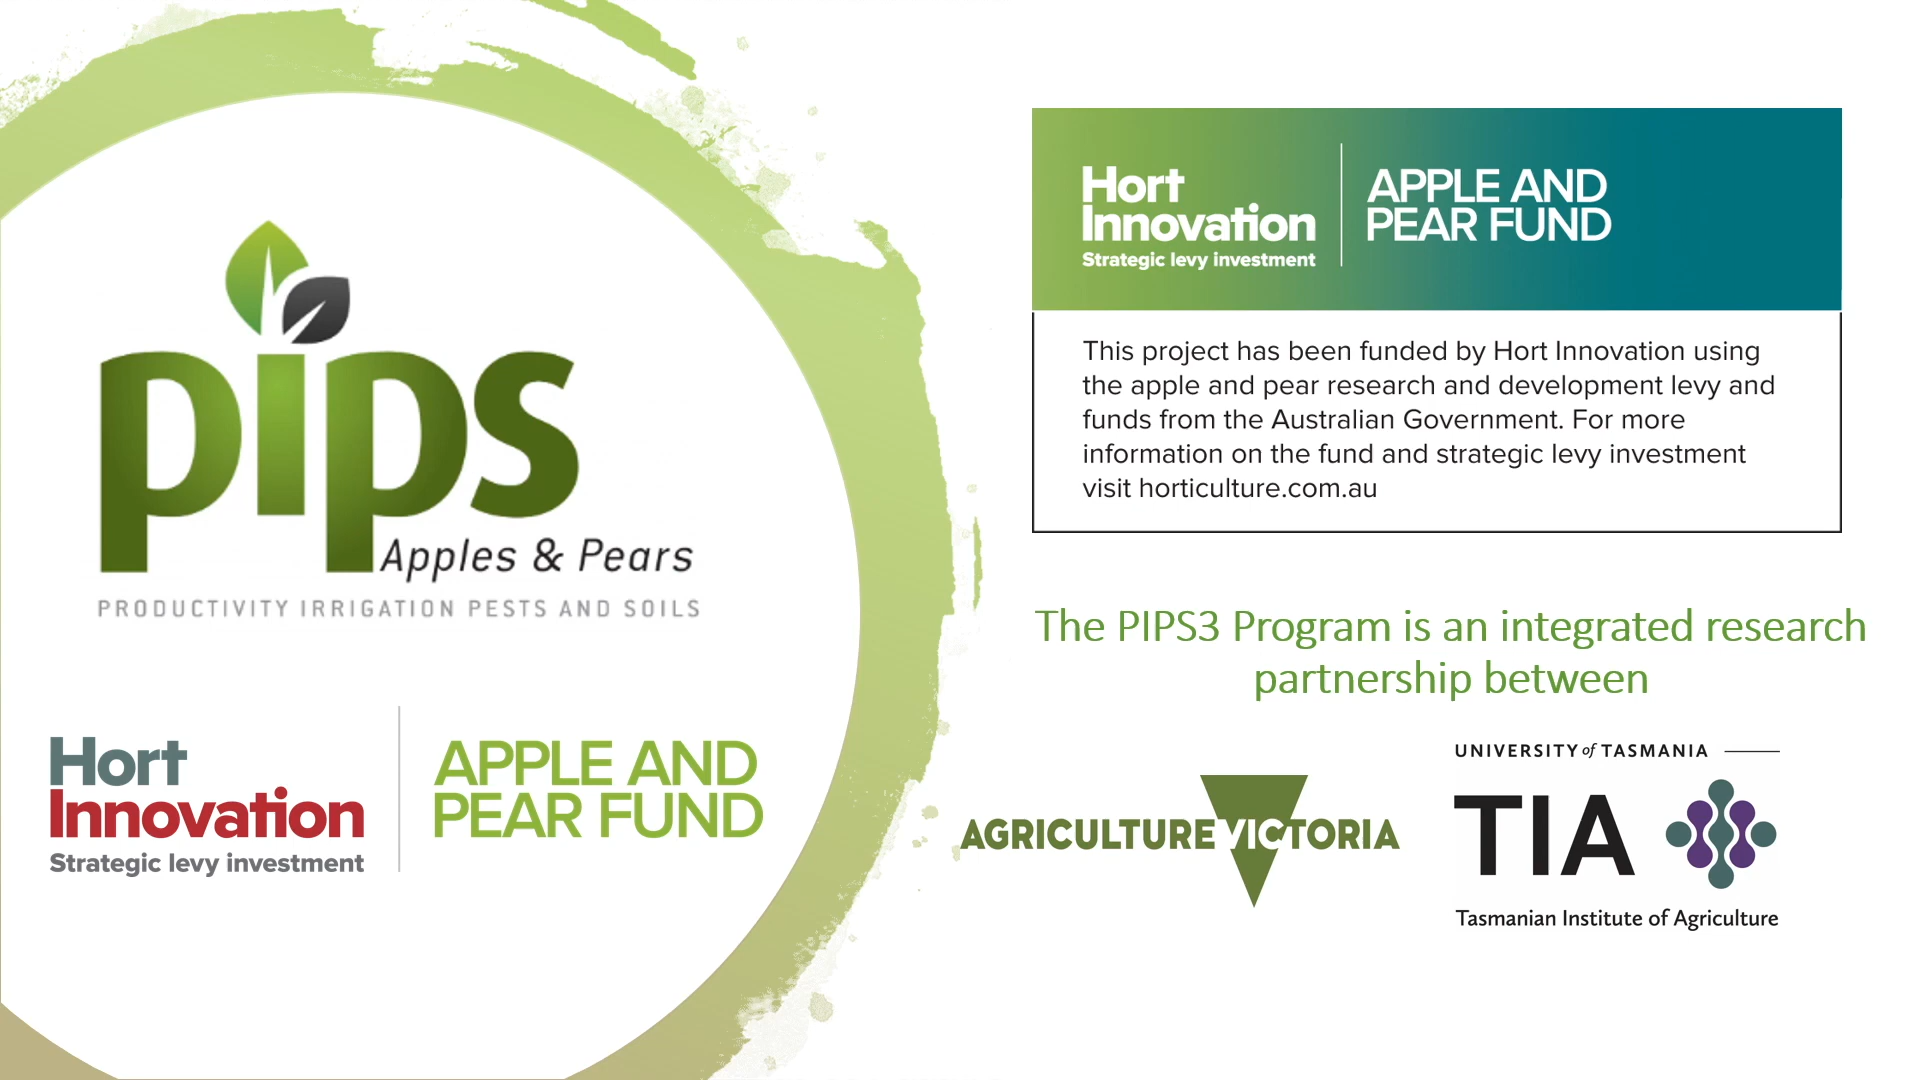 pips
Apples & Pears
PRODUCTIVITY IRRIGATION PESTS AND SOILS
Hort
Innovation
Strategic levy investment
APPLE AND
PEAR FUND
Hort
Innovation
Strategic levy investment
APPLE AND
PEAR FUND
This project has been funded by Hort Innovation using
the apple and pear research and development levy and
funds from the Australian Government. For more
information on the fund and strategic levy investment
visit horticulture.com.au
The PIPS3 Program is an integrated research
partnership between
AGRICULTURE VICTORIA
UNIVERSITY of TASMANIA
TIA
Tasmanian Institute of Agriculture